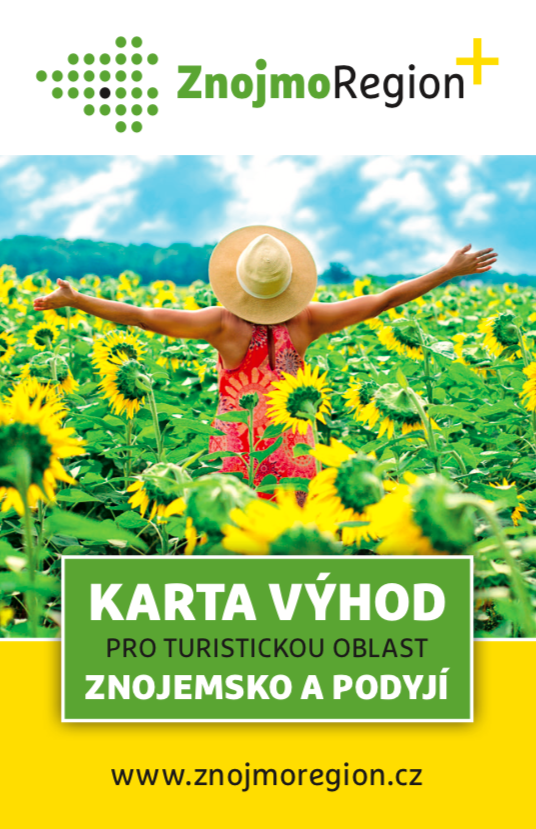 ZnojmoRegion+
KARTA VÝHOD
PRO TURISTICKOU OBLAST
ZNOJEMSKO A PODYJÍ
www.znojmoregion.cz